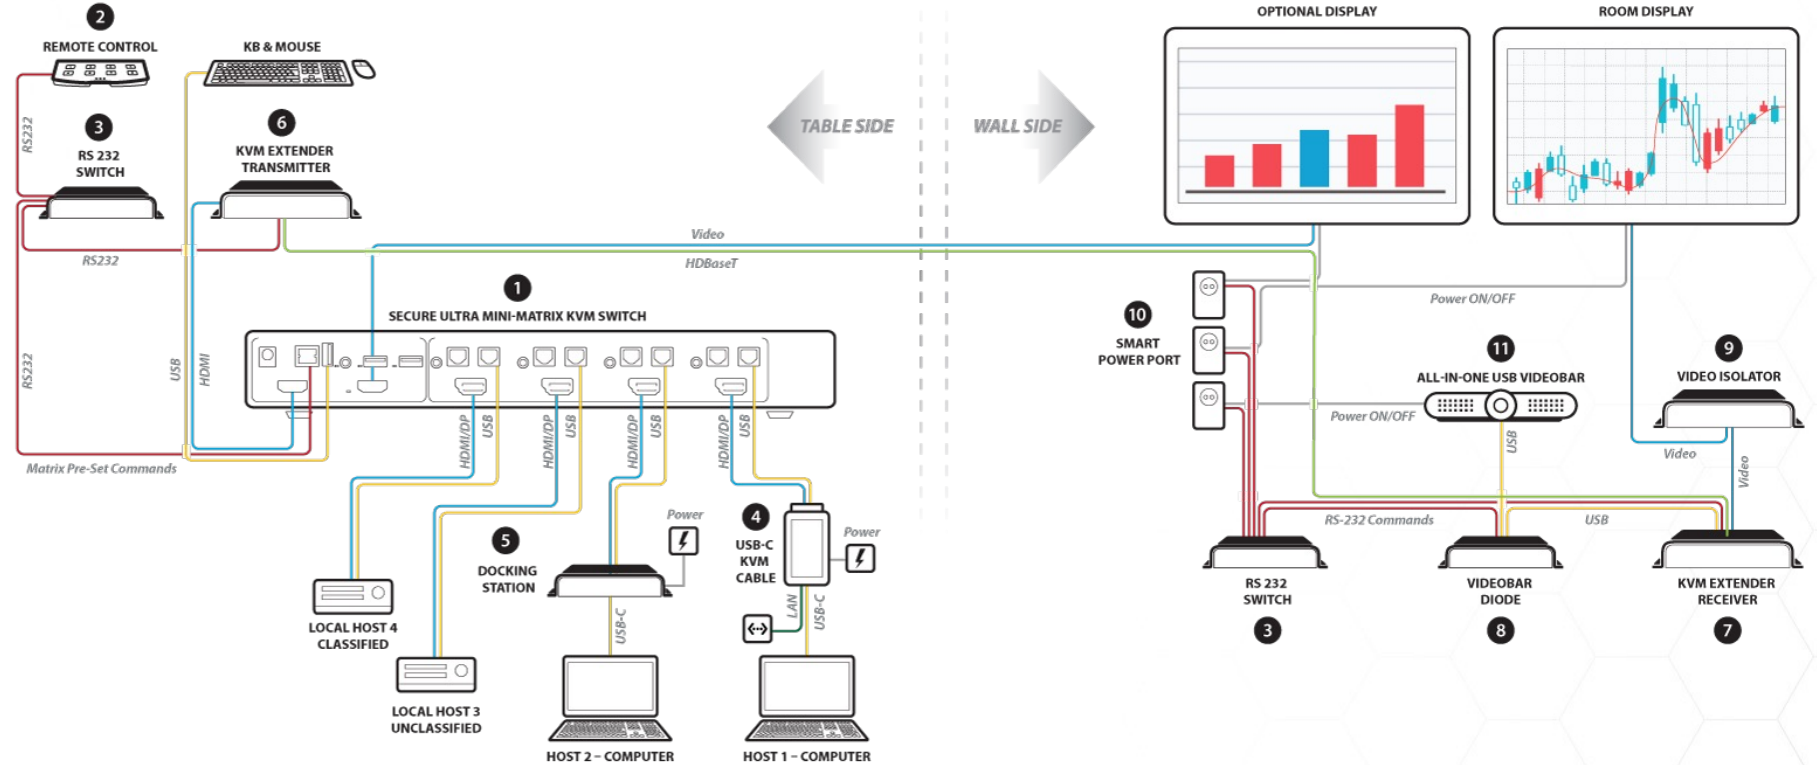 2
REMOTE CONTROL
KB & MOUSE
OPTIONAL DISPLAY
ROOM DISPLAY
RS232
3
RS 232
SWITCH
6
KVM EXTENDER
TRANSMITTER
TABLE SIDE
WALL SIDE
RS232
Video
HDBaseT
1
SECURE ULTRA MINI-MATRIX KVM SWITCH
RS232
USB
HDMI
Matrix Pre-Set Commands
HDMI/DP
USB
HDMI/DP
USB
HDMI/DP
USB
HDMI/DP
USB
Power ON/OFF
10
SMART
POWER PORT
11
ALL-IN-ONE USB VIDEOBAR
9
VIDEO ISOLATOR
Power ON/OFF
USB
Video
Video
5
DOCKING
STATION
Power
4
USB-C
KVM
CABLE
Power
RS-232 Commands
USB
USB-C
LAN
USB-C
LOCAL HOST 4
CLASSIFIED
LOCAL HOST 3
UNCLASSIFIED
HOST 2 – COMPUTER
HOST 1 – COMPUTER
RS 232
SWITCH
3
VIDEOBAR
DIODE
8
KVM EXTENDER
RECEIVER
7